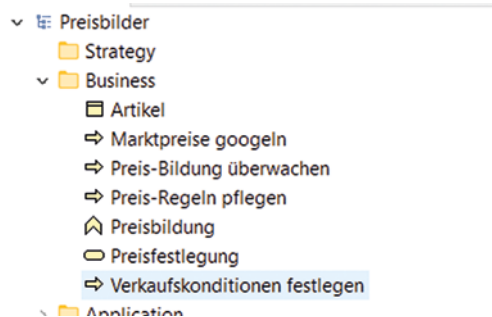 Preisbilder
Strategy
Business
Artikel
Marktpreise googeln
Preis-Bildung überwachen
Preis-Regeln pflegen
Preisbildung
Preisfestlegung
Verkaufskonditionen festlegen
Application